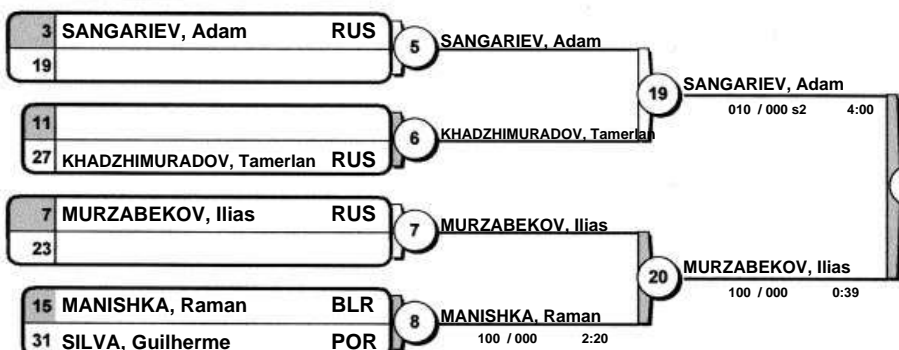 3 SANGARIEV, Adam RUS
19
5
SANGARIEV, Adam
11
27 KHADZHIMURADOV, Tamerlan RUS
6
KHADZHIMURADOV, Tamerlan
19
SANGARIEV, Adam
010 / 000 s2 4:00
7 MURZABEKOV, Ilias RUS
23
7
MURZABEKOV, Ilias
15 MANISHKA, Raman BLR
31 SILVA, Guilherme POR
8
MANISHKA, Raman
100 / 000 2:20
20
MURZABEKOV, Ilias
100 / 000 0:39